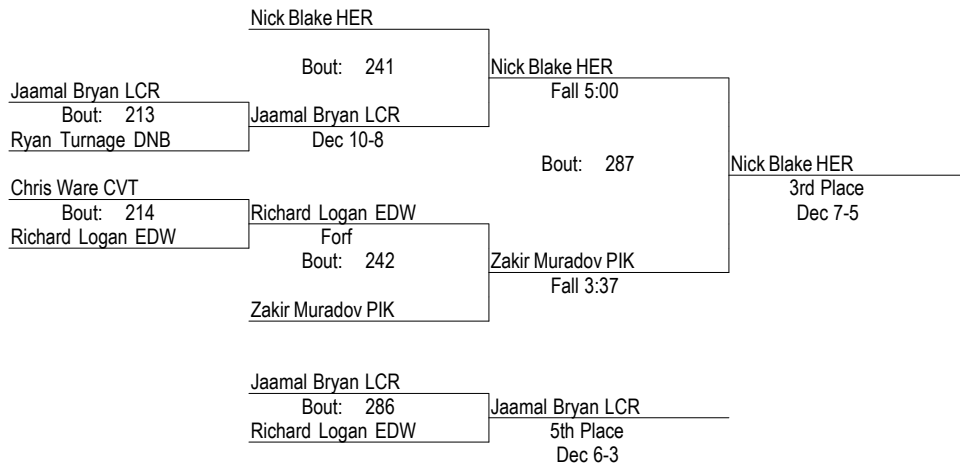 Nick Blake HER
Bout: 241
Nick Blake HER
Fall 5:00
Jaamal Bryan LCR
Bout: 213
Jaamal Bryan LCR
Ryan Turnage DNB
Dec 10-8
Bout: 287
Nick Blake HER
3rd Place
Dec 7-5
Chris Ware CVT
Bout: 214
Richard Logan EDW
Richard Logan EDW
Forf
Bout: 242
Zakir Muradov PIK
Fall 3:37
Zakir Muradov PIK
Jaamal Bryan LCR
Bout: 286
Jaamal Bryan LCR
Richard Logan EDW
5th Place
Dec 6-3